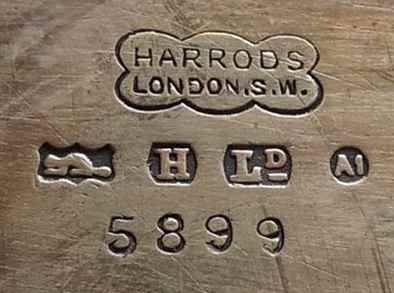 HARRODS
LONDON.S.W.
H LD A1
5899